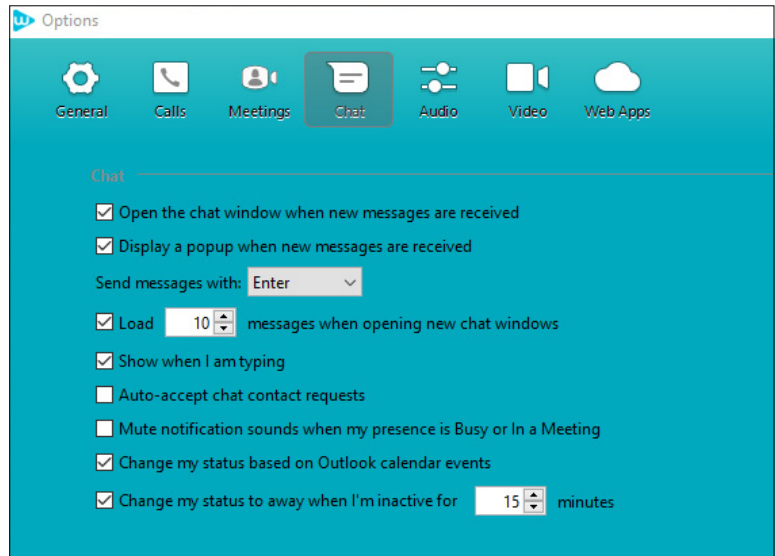 Options
General Calls Meetings Chat Audio Video Web Apps
Chat
Open the chat window when new messages are received
Display a popup when new messages are received
Send messages with: Enter
Load 10 messages when opening new chat windows
Show when I am typing
Auto-accept chat contact requests
Mute notification sounds when my presence is Busy or In a Meeting
Change my status based on Outlook calendar events
Change my status to away when I'm inactive for 15 minutes